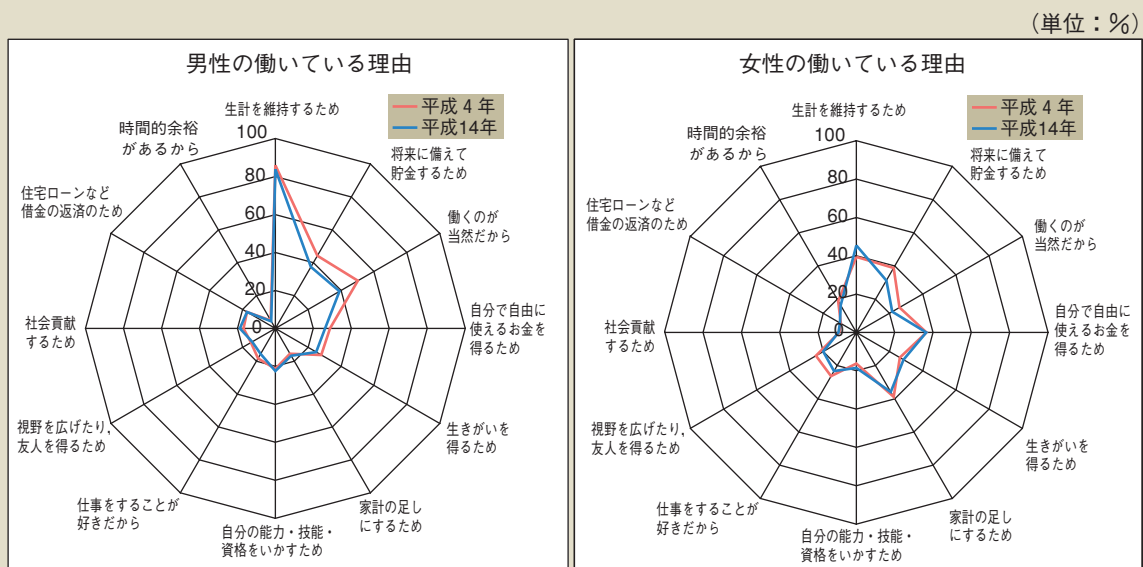 （単位：％）
男性の働いている理由
平成４年
平成14年
生計を維持するため
将来に備えて
貯金するため
働くのが
当然だから
自分で自由に
使えるお金を
得るため
生きがいを
得るため
家計の足し
にするため
自分の能力・技能・
資格をいかすため
仕事をすることが
好きだから
視野を広げたり,
友人を得るため
社会貢献
するため
住宅ローンなど
借金の返済のため
時間的余裕
があるから
100
80
60
40
20
0
女性の働いている理由
平成４年
平成14年
生計を維持するため
将来に備えて
貯金するため
働くのが
当然だから
自分で自由に
使えるお金を
得るため
生きがいを
得るため
家計の足し
にするため
自分の能力・技能・
資格をいかすため
仕事をすることが
好きだから
視野を広げたり,
友人を得るため
社会貢献
するため
住宅ローンなど
借金の返済のため
時間的余裕
があるから
100
80
60
40
20
0